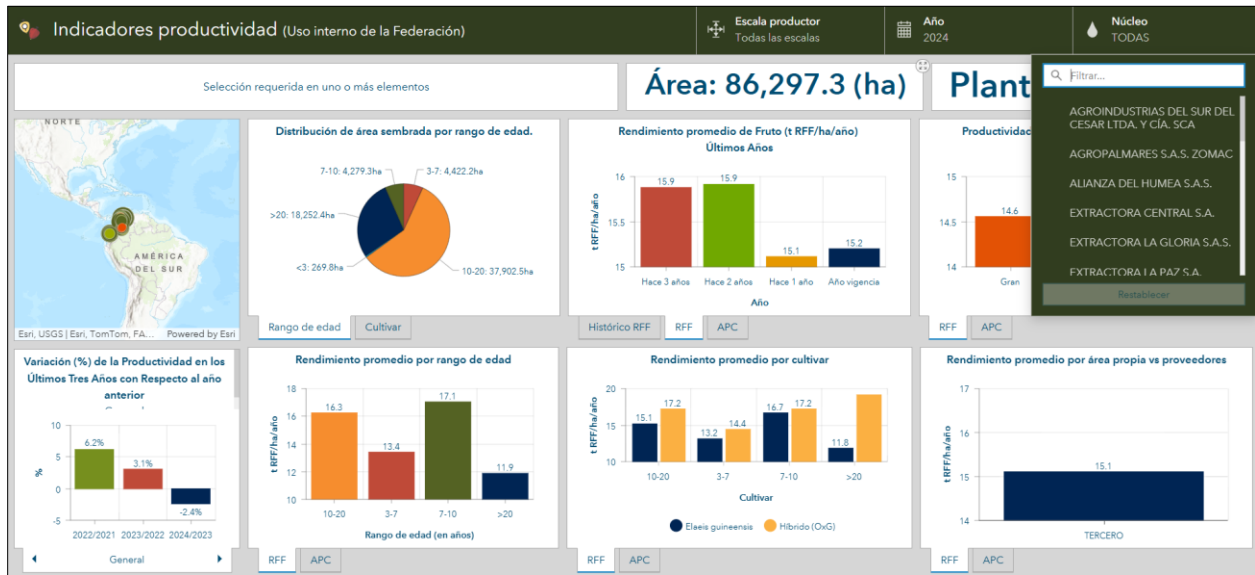 Indicadores productividad (Uso interno de la Federación)
Escala productor
Todas las escalas
Año
2024
Núcleo
TODAS
Selección requerida en uno o más elementos
Área: 86,297.3 (ha)
Plant
Filtrar...
AGROINDUSTRIAS DEL SUR DEL
CESAR LTDA. Y CÍA. SCA
AGROPALMARES S.A.S. ZOMAC
ALIANZA DEL HUMEA S.A.S.
EXTRACTORA CENTRAL S.A.
EXTRACTORA LA GLORIA S.A.S.
EXTRACTORA LA PAZ S.A.
Restablecer
NORTE
AMÉRICA
DEL SUR
Esri, USGS | Esri, TomTom, FA... Powered by Esri
Distribución de área sembrada por rango de edad.
7-10: 4,279.3ha
3-7: 4,422.2ha
>20: 18,252.4ha
<3: 269.8ha
10-20: 37,902.5ha
Rango de edad Cultivar
Rendimiento promedio de Fruto (t RFF/ha/año)
Últimos Años
t RFF/ha/año
16
15.5
15
15.9
15.9
15.1
15.2
Hace 3 años Hace 2 años Hace 1 año Año vigencia
Año
Histórico RFF RFF APC
Productividad
15
14.5
14
t RFF/ha/año
14.6
Gran
RFF APC
Variación (%) de la Productividad en los
Últimos Tres Años con Respecto al año
anterior
%
10
5
0
-5
6.2%
3.1%
-2.4%
2022/2021 2023/2022 2024/2023
General
Rendimiento promedio por rango de edad
t RFF/ha/año
18
16
14
12
10
16.3
13.4
17.1
11.9
10-20 3-7 7-10 >20
Rango de edad (en años)
RFF APC
Rendimiento promedio por cultivar
t RFF/ha/año
20
15
10
15.1 17.2
13.2 14.4
16.7 17.2
11.8
10-20 3-7 7-10 >20
Cultivar
Elaeis guineensis Híbrido (OxG)
RFF APC
Rendimiento promedio por área propia vs proveedores
t RFF/ha/año
17
16
15
14
15.1
TERCERO
RFF APC